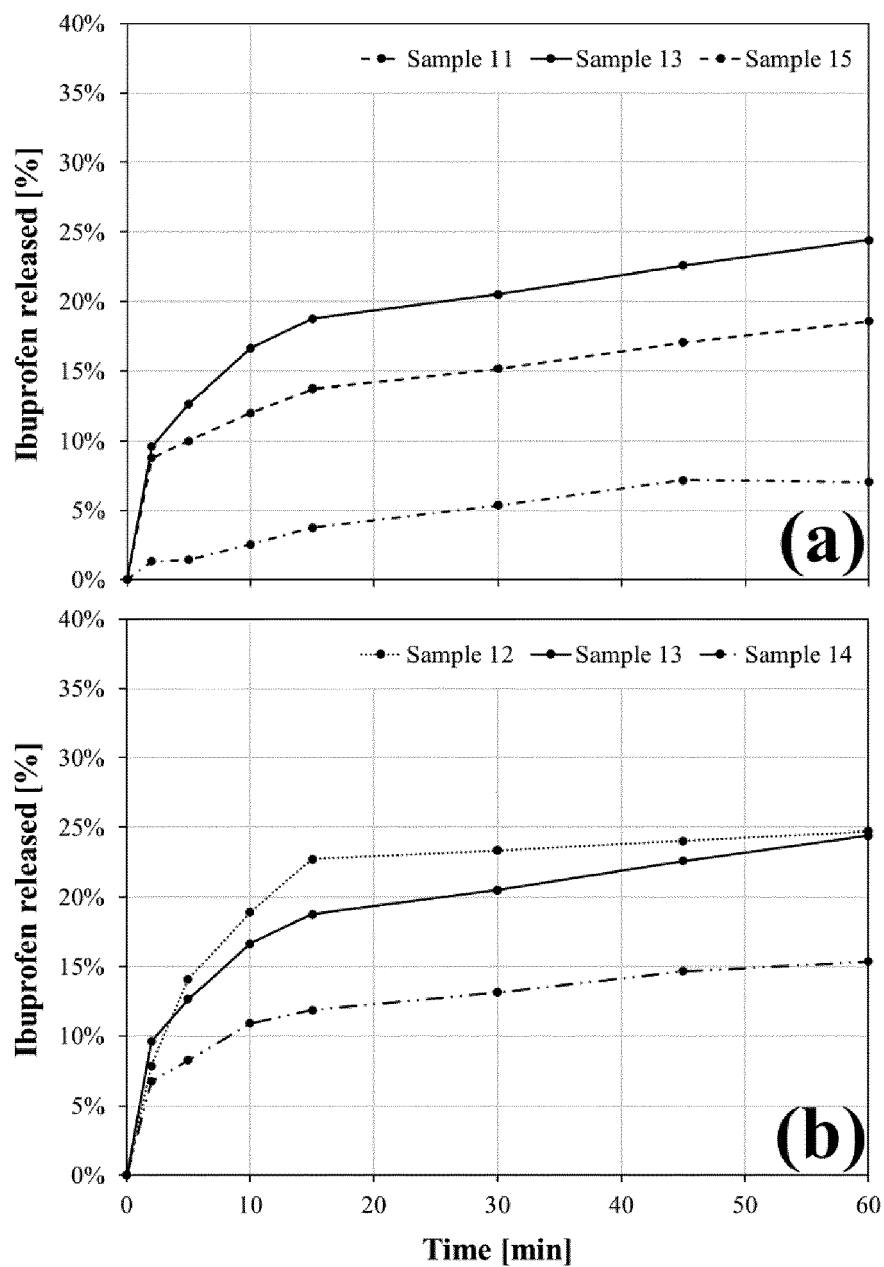 40%
Sample 11 Sample 13 Sample 15
35%
30%
25%
20%
15%
10%
5%
0%
Ibuprofen released [%]
(a)
40%
Sample 12 Sample 13 Sample 14
35%
30%
25%
20%
15%
10%
5%
0%
Ibuprofen released [%]
(b)
0 10 20 30 40 50 60
Time [min]